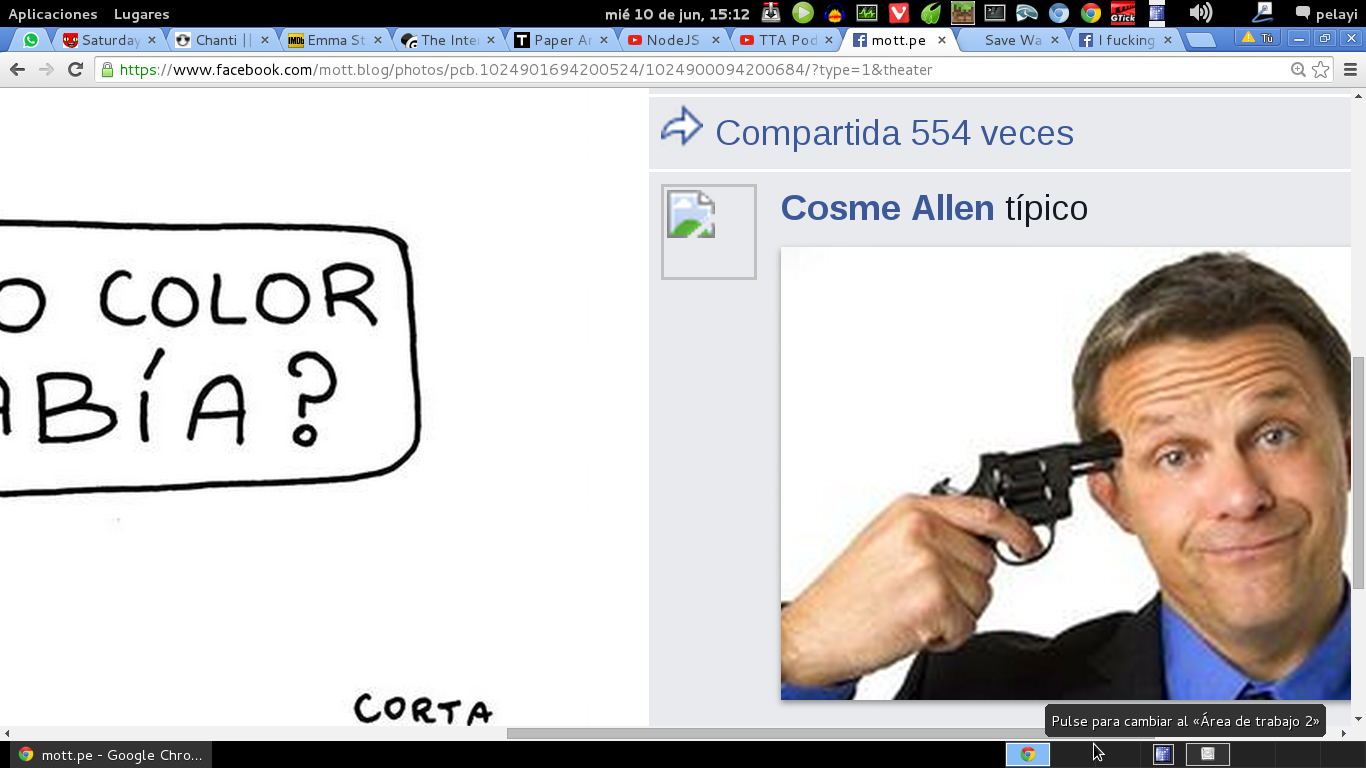 Aplicaciones Lugares mié 10 de jun, 15:12 GTick pelayi
Saturday Chanti || IMDb Emma St The Inter T Paper Ar NodeJS TTA Pod mott.pe Save Wa I fucking Tú
https://www.facebook.com/mott.blog/photos/pcb.1024901694200524/1024900094200684/?type=1&theater
Compartida 554 veces
Cosme Allen típico
O COLOR
ABÍA?
CORTA
Pulse para cambiar al «Área de trabajo 2»
mott.pe - Google Chro...